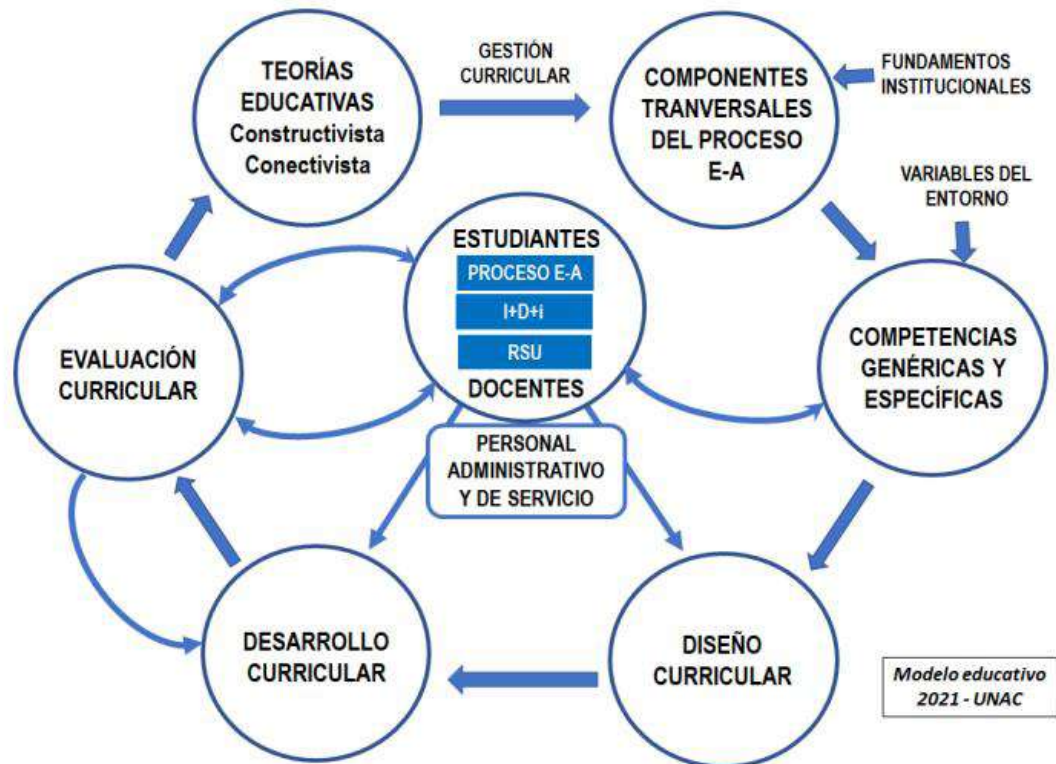 TEORÍAS
EDUCATIVAS
Constructivista
Conectivista
GESTIÓN
CURRICULAR
COMPONENTES
TRANVERSALES
DEL PROCESO
E-A
FUNDAMENTOS
INSTITUCIONALES
VARIABLES DEL
ENTORNO
ESTUDIANTES
PROCESO E-A
I+D+i
RSU
DOCENTES
EVALUACIÓN
CURRICULAR
COMPETENCIAS
GENÉRICAS Y
ESPECÍFICAS
PERSONAL
ADMINISTRATIVO
Y DE SERVICIO
DESARROLLO
CURRICULAR
DISEÑO
CURRICULAR
Modelo educativo
2021 - UNAC